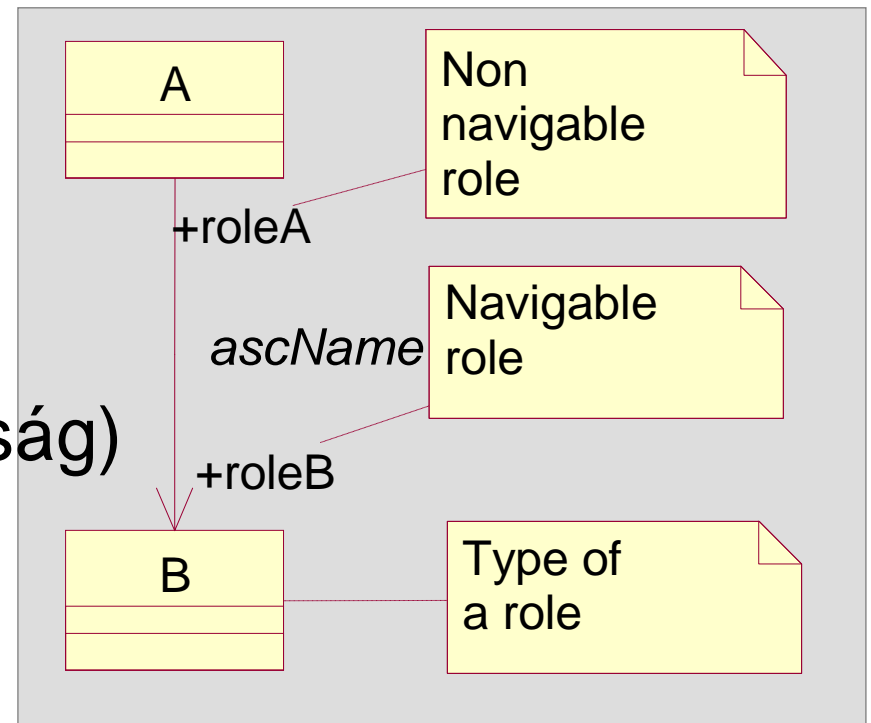 A
Non
navigable
role
+roleA
Navigable
role
ascName
ság)
+roleB
B
Type of
a role